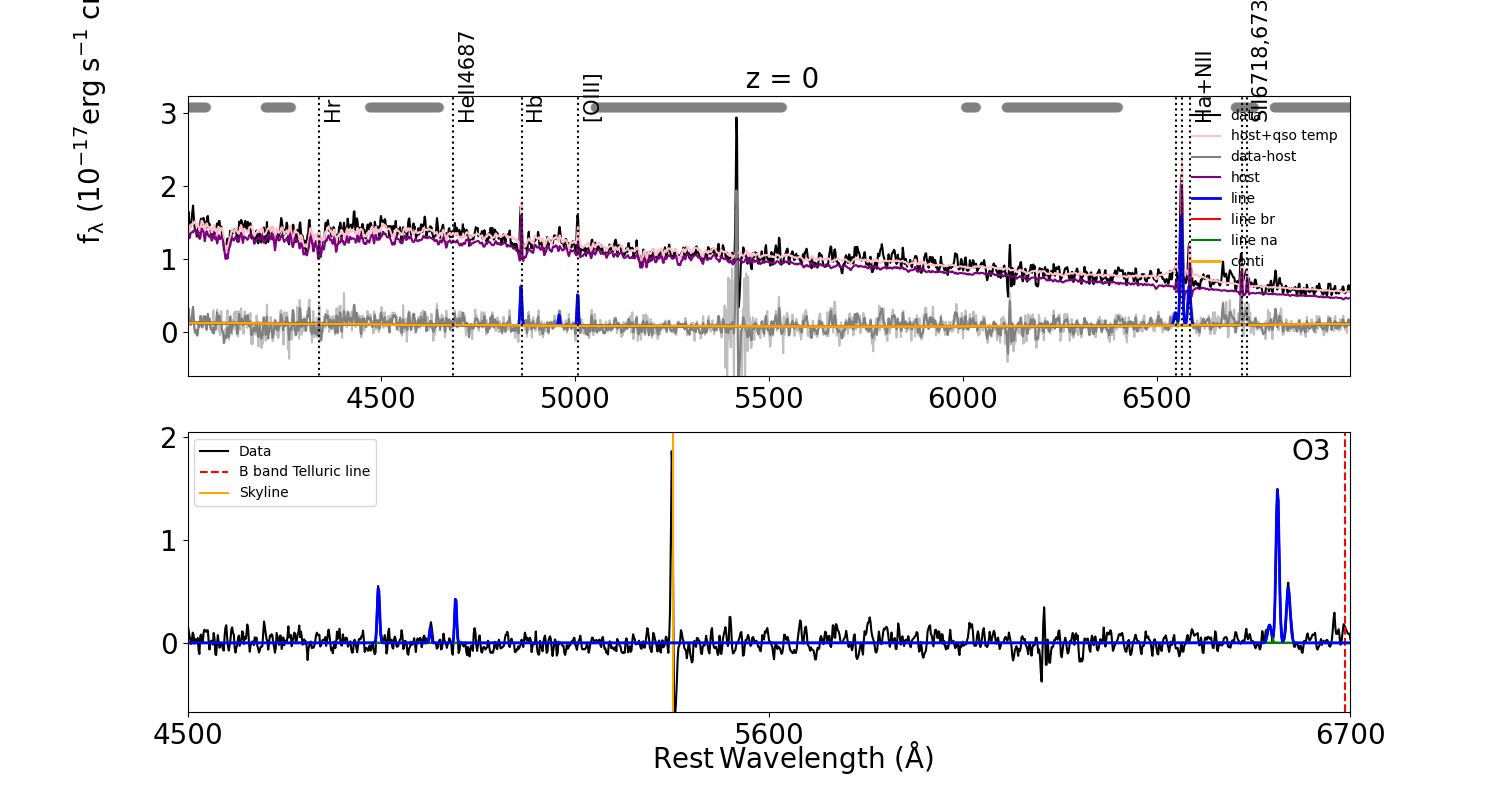 z = 0
f_λ (10^−17 erg s^−1 c
Hr
HeII4687
Hb
[OIII]
Ha+NII
SII6718,673
3
2
1
0
data
host+qso temp
data-host
host
line
line br
line na
conti
4500 5000 5500 6000 6500
2
1
0
Data
B band Telluric line
Skyline
O3
4500 5600 6700
Rest Wavelength (Å)